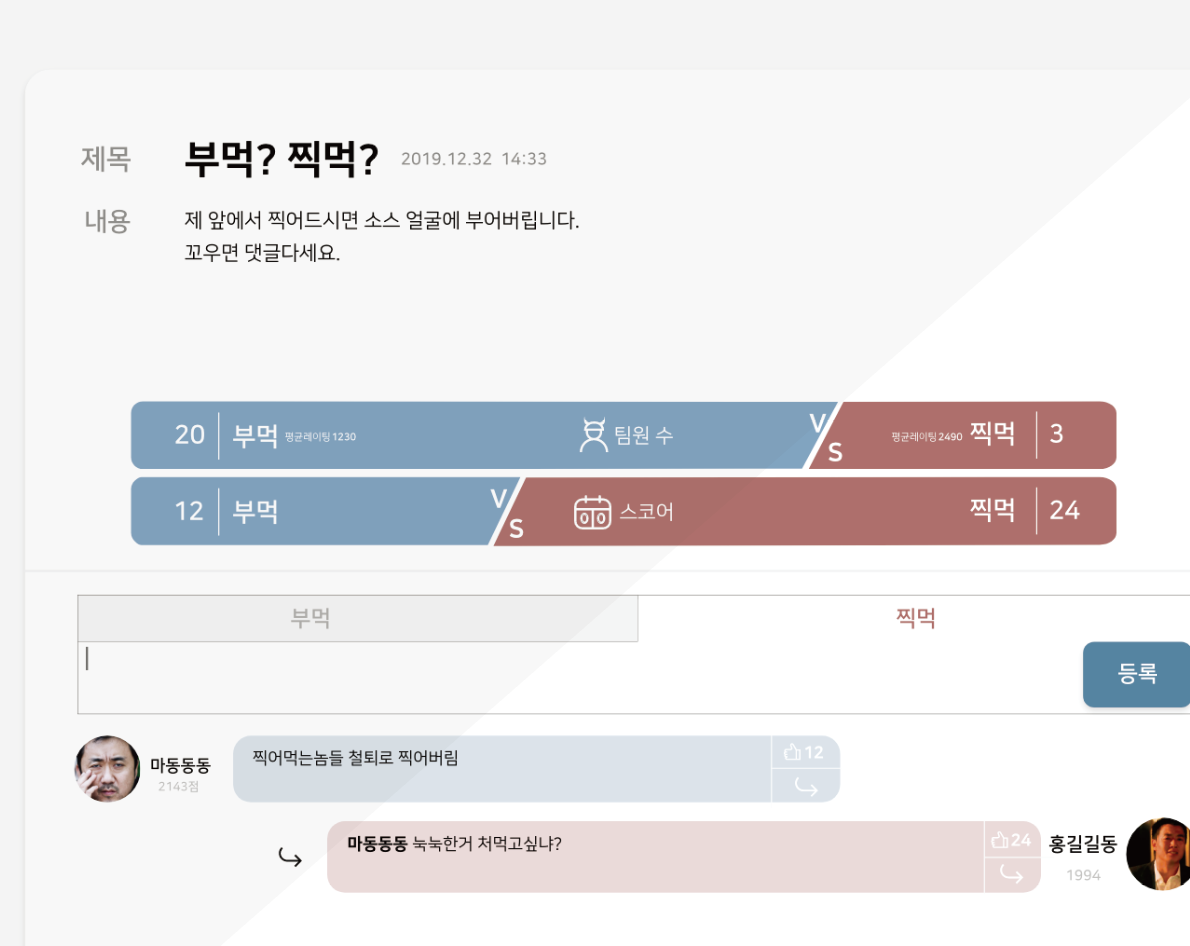 제목 부먹? 찍먹? 2019.12.32 14:33
내용 제 앞에서 찍어드시면 소스 얼굴에 부어버립니다.
꼬우면 댓글다세요.
20 부먹 평균레이팅 1230 팀원 수 VS 평균레이팅 2490 찍먹 3
12 부먹 VS 스코어 찍먹 24
부먹 찍먹
등록
마동동동 찍어먹는놈들 철퇴로 찍어버림 12
2143점
마동동동 눅눅한거 처먹고싶냐? 24 홍길길동
1994